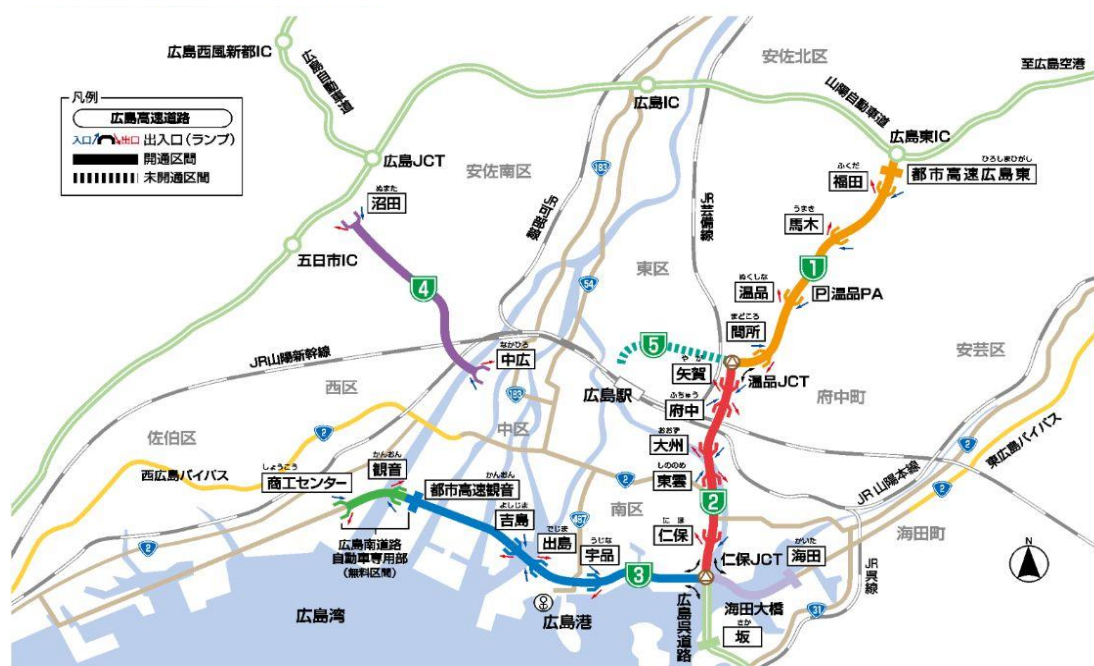 広島西風新都IC
広島自動車道
安佐北区
至広島空港
凡例
広島高速道路
入口
出口
出入口(ランプ)
開通区間
未開通区間
広島IC
山陽自動車道
広島東IC
ひろしまひがし
都市高速広島東
広島JCT
安佐南区
183
JR可部線
JR芸備線
ふくだ
福田
ぬまた
沼田
うまき
馬木
五日市IC
東区
1
4
54
ぬくしな
温品
P温品PA
2
まどころ
間所
5
JR山陽新幹線
なかひろ
中広
やが
矢賀
温品JCT
安芸区
西区
183
広島駅
ふちゅう
府中
府中町
佐伯区
2
中区
おおず
大州
2
東広島バイパス
西広島バイパス
しょうこう
商工センター
かんおん
観音
かんおん
都市高速観音
2
しののめ
東雲
JR山陽本線
2
よしじま
吉島
487
南区
2
海田町
でじま
出島
うじな
宇品
にほ
仁保
仁保JCT
かいた
海田
2
広島南道路
自動車専用部
(無料区間)
3
JR呉線
N
広島湾
広島港
広島呉道路
海田大橋
31
さか
坂